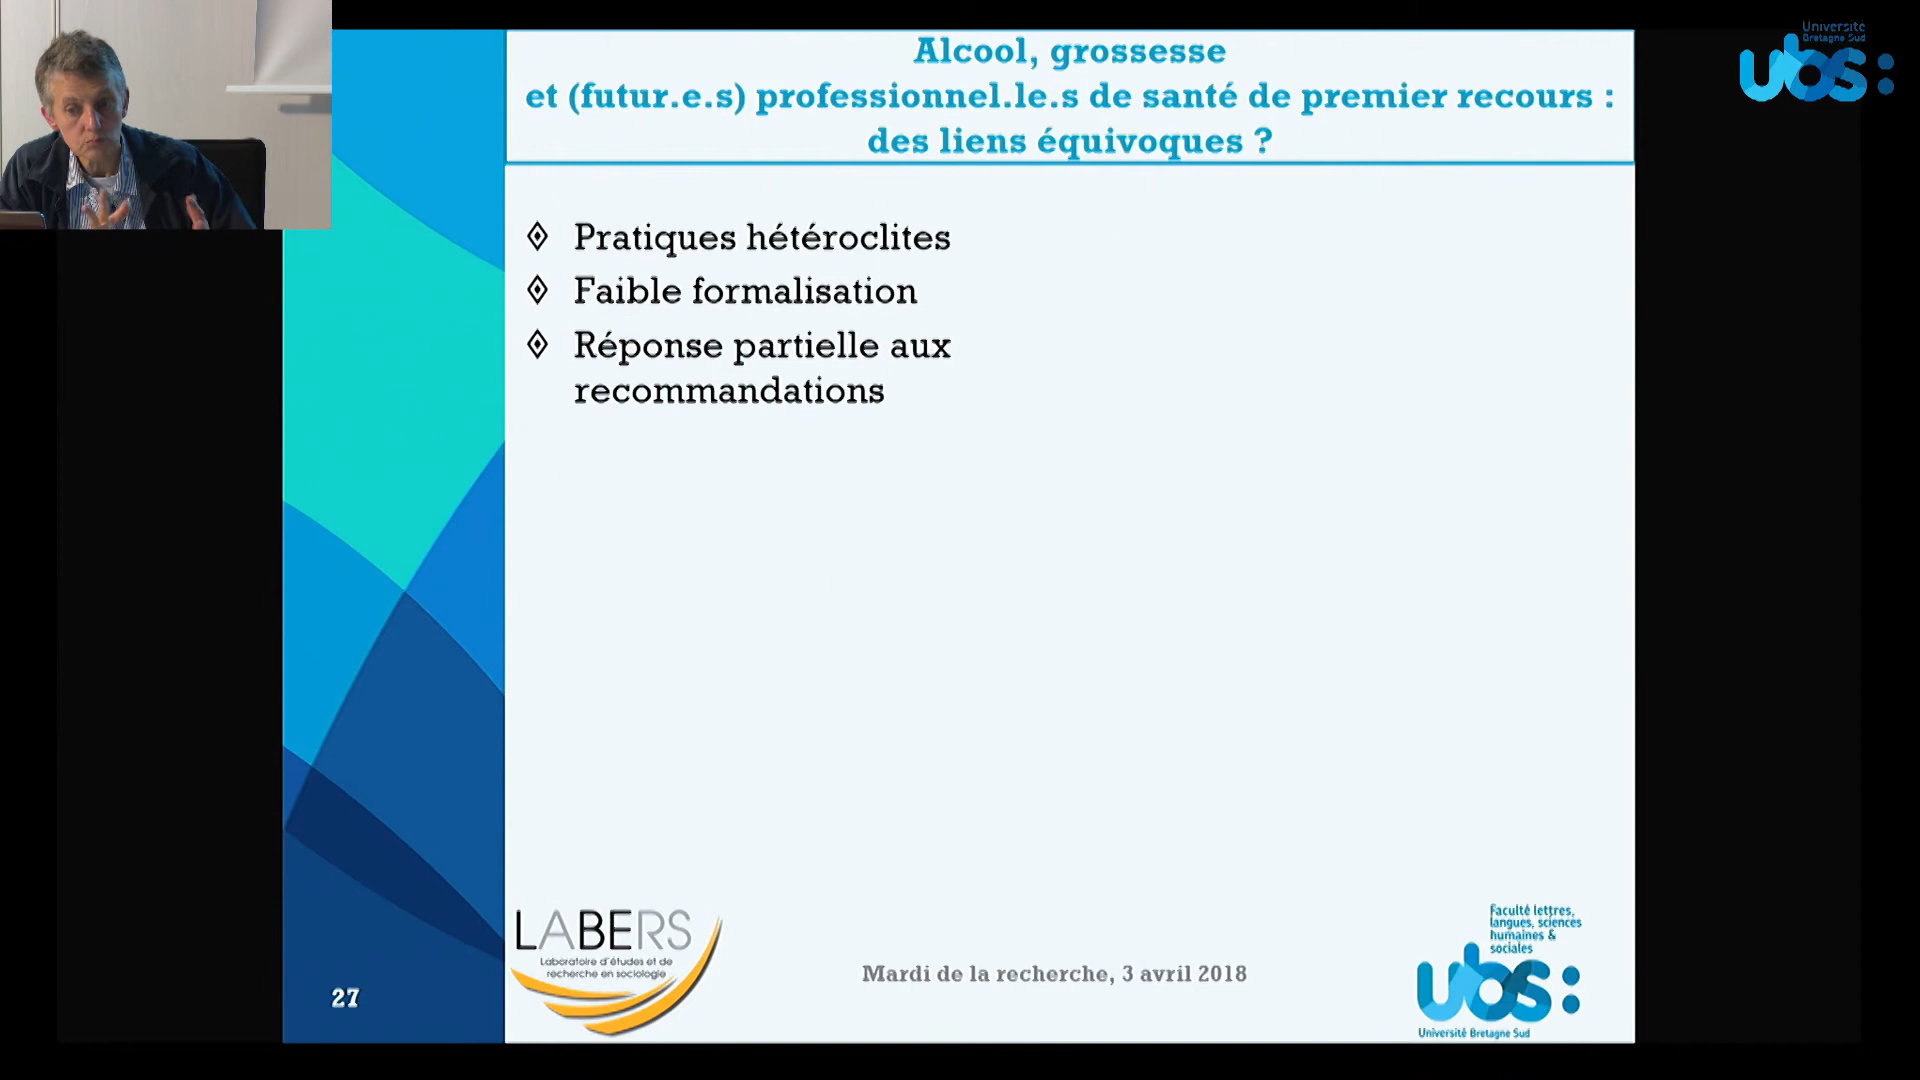 Alcool, grossesse
et (futur.e.s) professionnel.le.s de santé de premier recours :
des liens équivoques ?
Université
Bretagne Sud
ubs:
Pratiques hétéroclites
Faible formalisation
Réponse partielle aux
recommandations
LABERS
Laboratoire d'études et de
recherche en sociologie
27
Mardi de la recherche, 3 avril 2018
Faculté lettres,
langues, sciences
humaines &
sociales
ubs:
Université Bretagne Sud